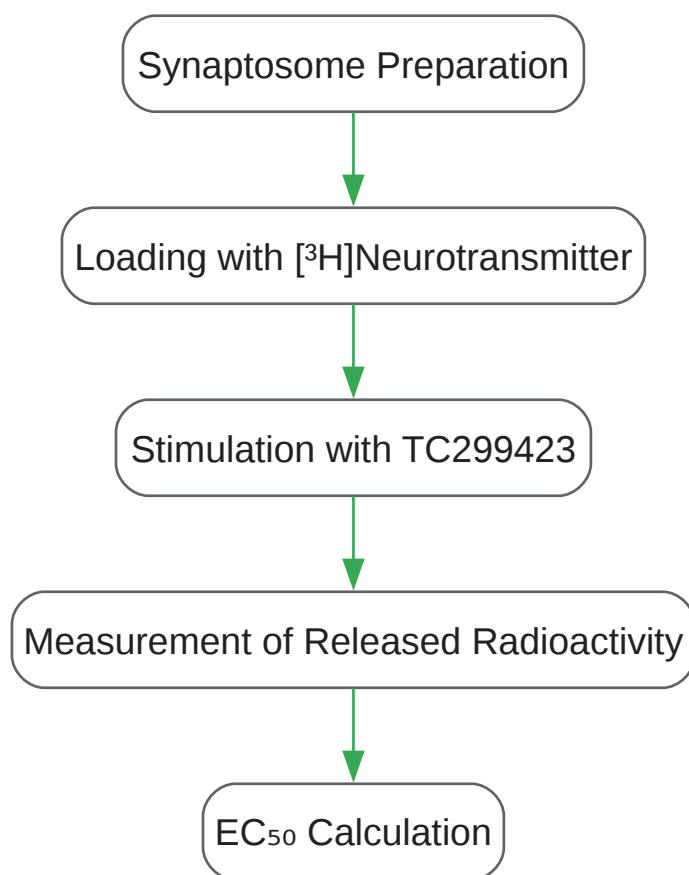 Synaptosome Preparation
Loading with [³H]Neurotransmitter
Stimulation with TC299423
Measurement of Released Radioactivity
EC₅₀ Calculation